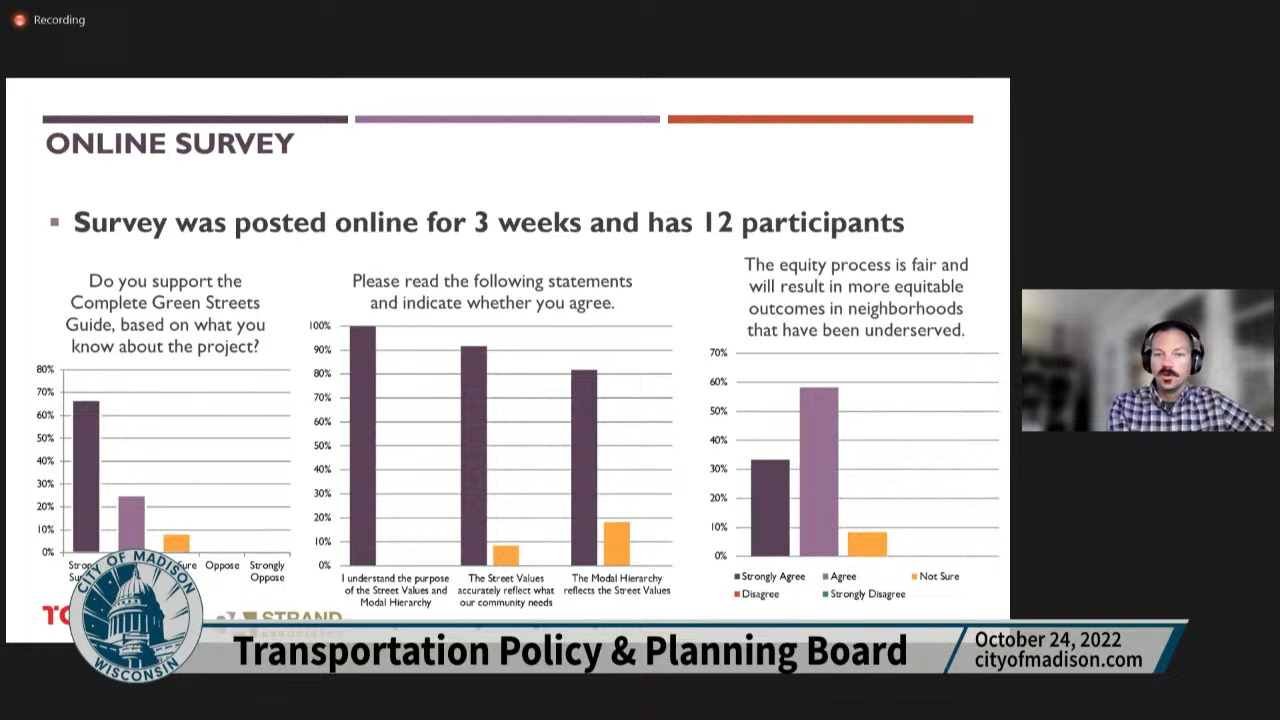 Recording
ONLINE SURVEY
Survey was posted online for 3 weeks and has 12 participants
Do you support the
Complete Green Streets
Guide, based on what you
know about the project?
80%
70%
60%
50%
40%
30%
20%
10%
0%
Oppose
Strongly
Oppose
Please read the following statements
and indicate whether you agree.
100%
90%
80%
70%
60%
50%
40%
30%
20%
10%
0%
I understand the purpose
of the Street Values and
Modal Hierarchy
The Street Values
accurately reflect what
our community needs
The Modal Hierarchy
reflects the Street Values
The equity process is fair and
will result in more equitable
outcomes in neighborhoods
that have been underserved.
70%
60%
50%
40%
30%
20%
10%
0%
Strongly Agree
Agree
Not Sure
Disagree
Strongly Disagree
STRAND
CITY OF MADISON
WISCONSIN
Transportation Policy & Planning Board
October 24, 2022
cityofmadison.com